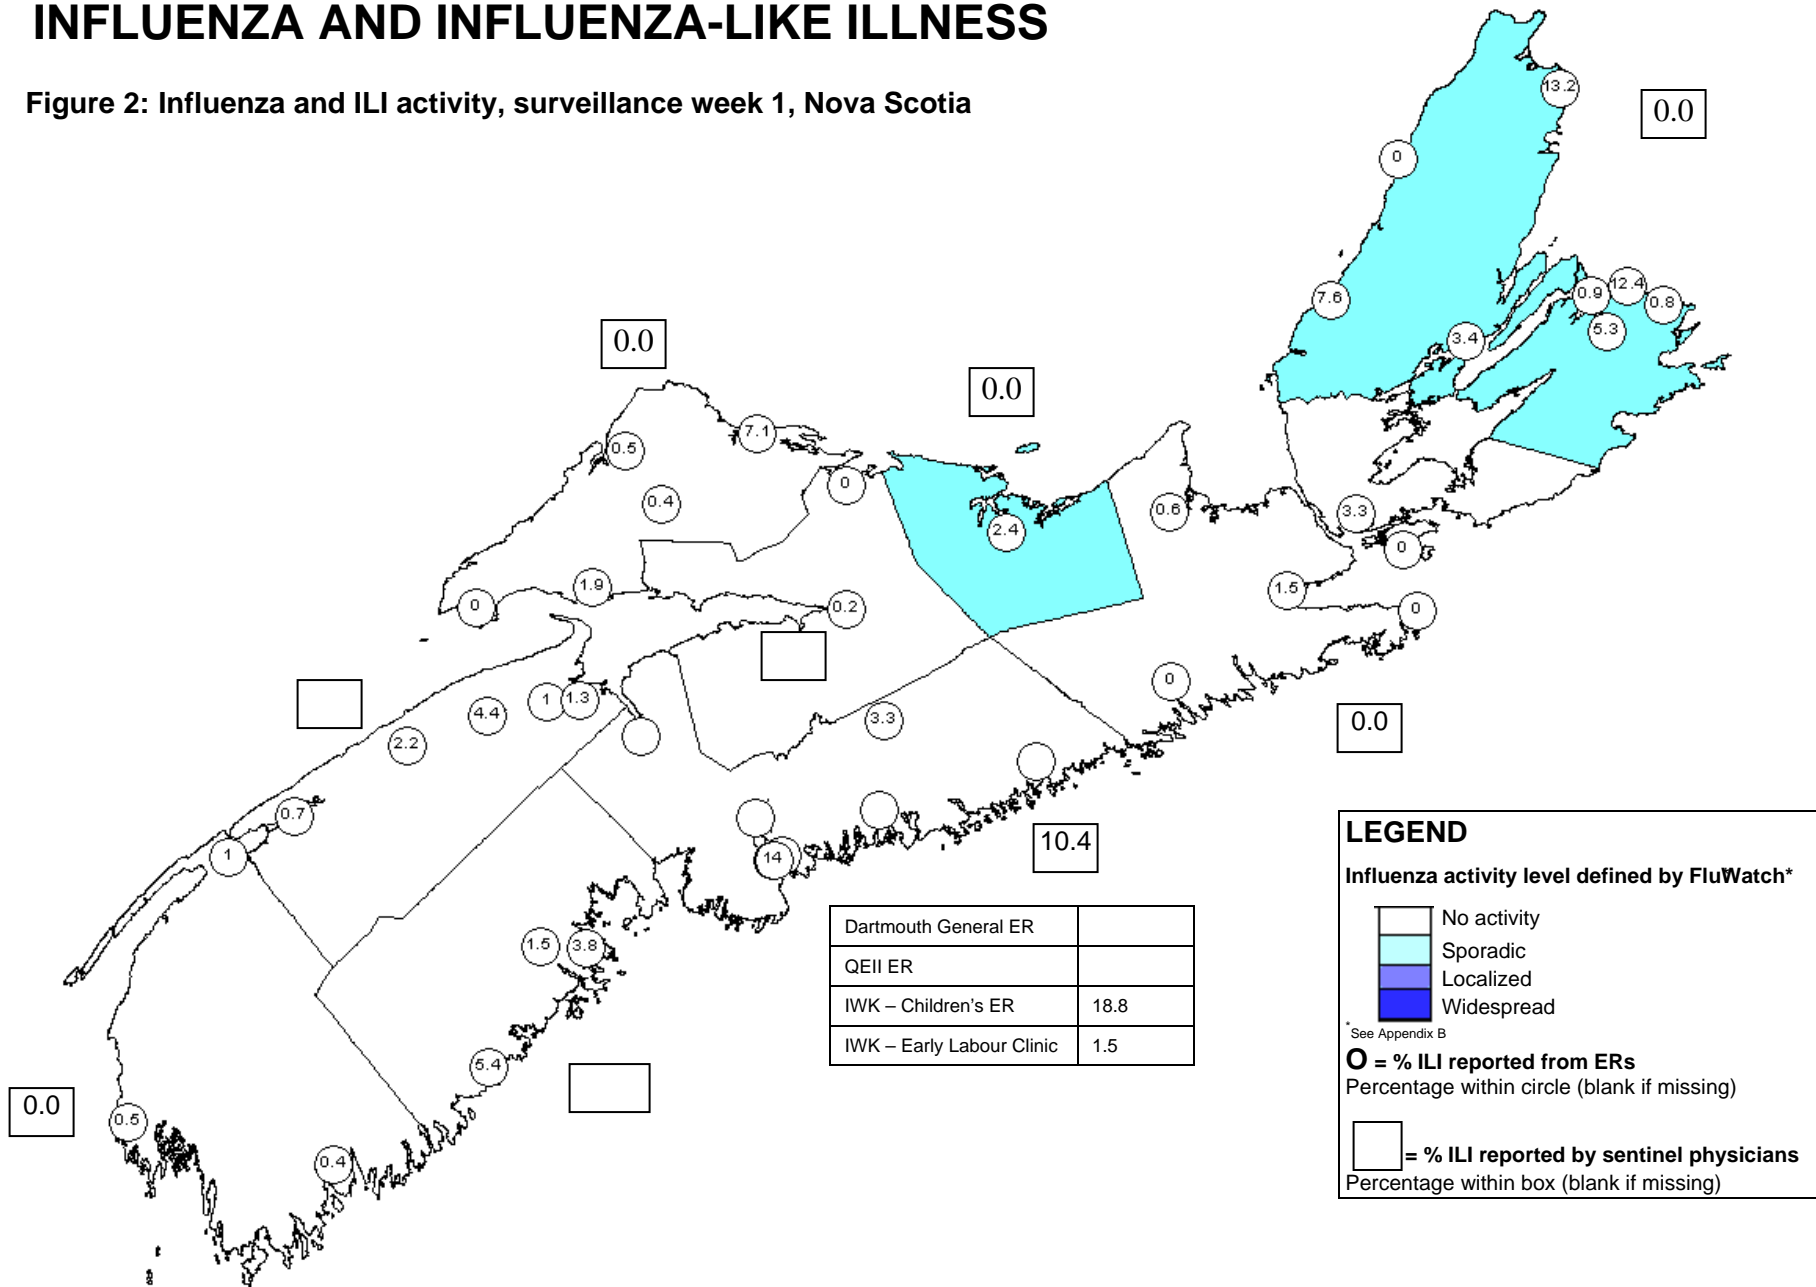 INFLUENZA AND INFLUENZA-LIKE ILLNESS
Figure 2: Influenza and ILI activity, surveillance week 1, Nova Scotia
13.2
0.0
0
7.6
0.9
12.4
0.8
5.3
3.4
0.0
0.0
7.1
0.5
0
0.4
2.4
0.6
3.3
0
1.9
0
0.2
1.5
0
0
1
1.3
4.4
2.2
3.3
0.0
0.7
1
14
10.4
1.5
3.8
5.4
0.0
0.5
0.4
Dartmouth General ER
QEII ER
IWK – Children's ER 18.8
IWK – Early Labour Clinic 1.5
LEGEND
Influenza activity level defined by FluWatch*
No activity
Sporadic
Localized
Widespread
*See Appendix B
O = % ILI reported from ERs
Percentage within circle (blank if missing)
= % ILI reported by sentinel physicians
Percentage within box (blank if missing)